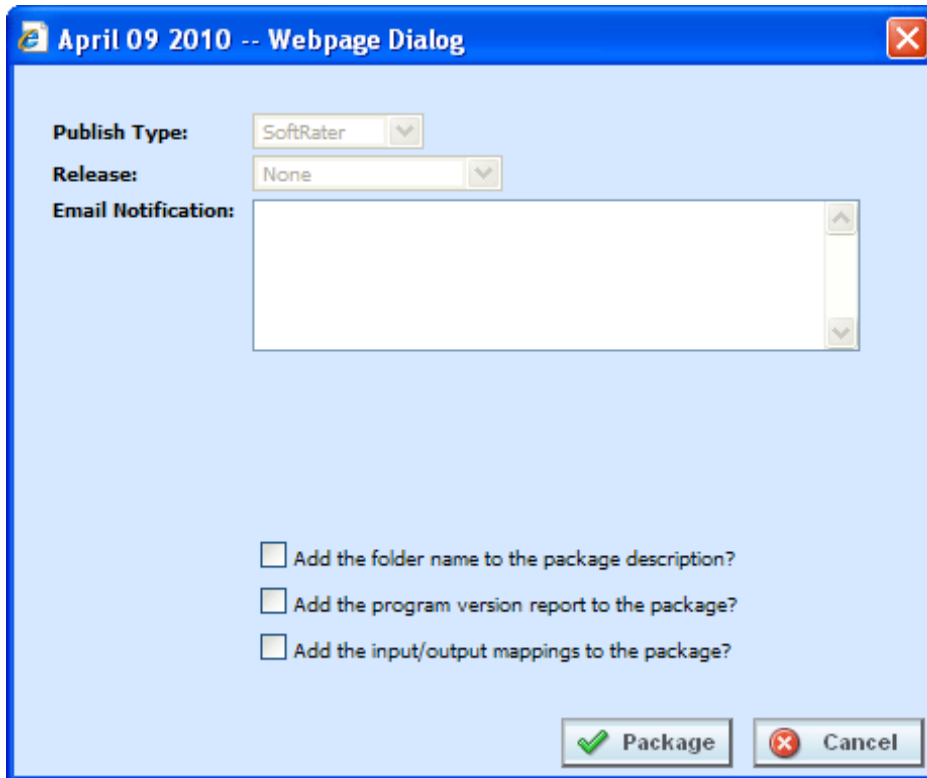 April 09 2010 -- Webpage Dialog
Publish Type: SoftRater
Release: None
Email Notification:
Add the folder name to the package description?
Add the program version report to the package?
Add the input/output mappings to the package?
Package Cancel